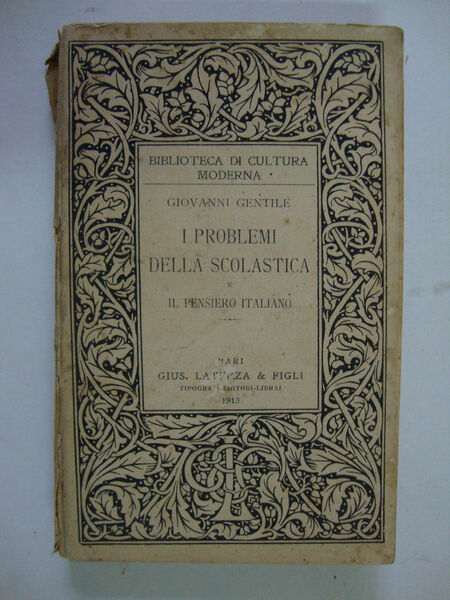 BIBLIOTECA DI CULTURA
MODERNA
GIOVANNI GENTILE
I PROBLEMI
DELLA SCOLASTICA
E
IL PENSIERO ITALIANO
BARI
GIUS. LATERZA & FIGLI
TIPOGRAFI-EDITORI-LIBRAI
1913